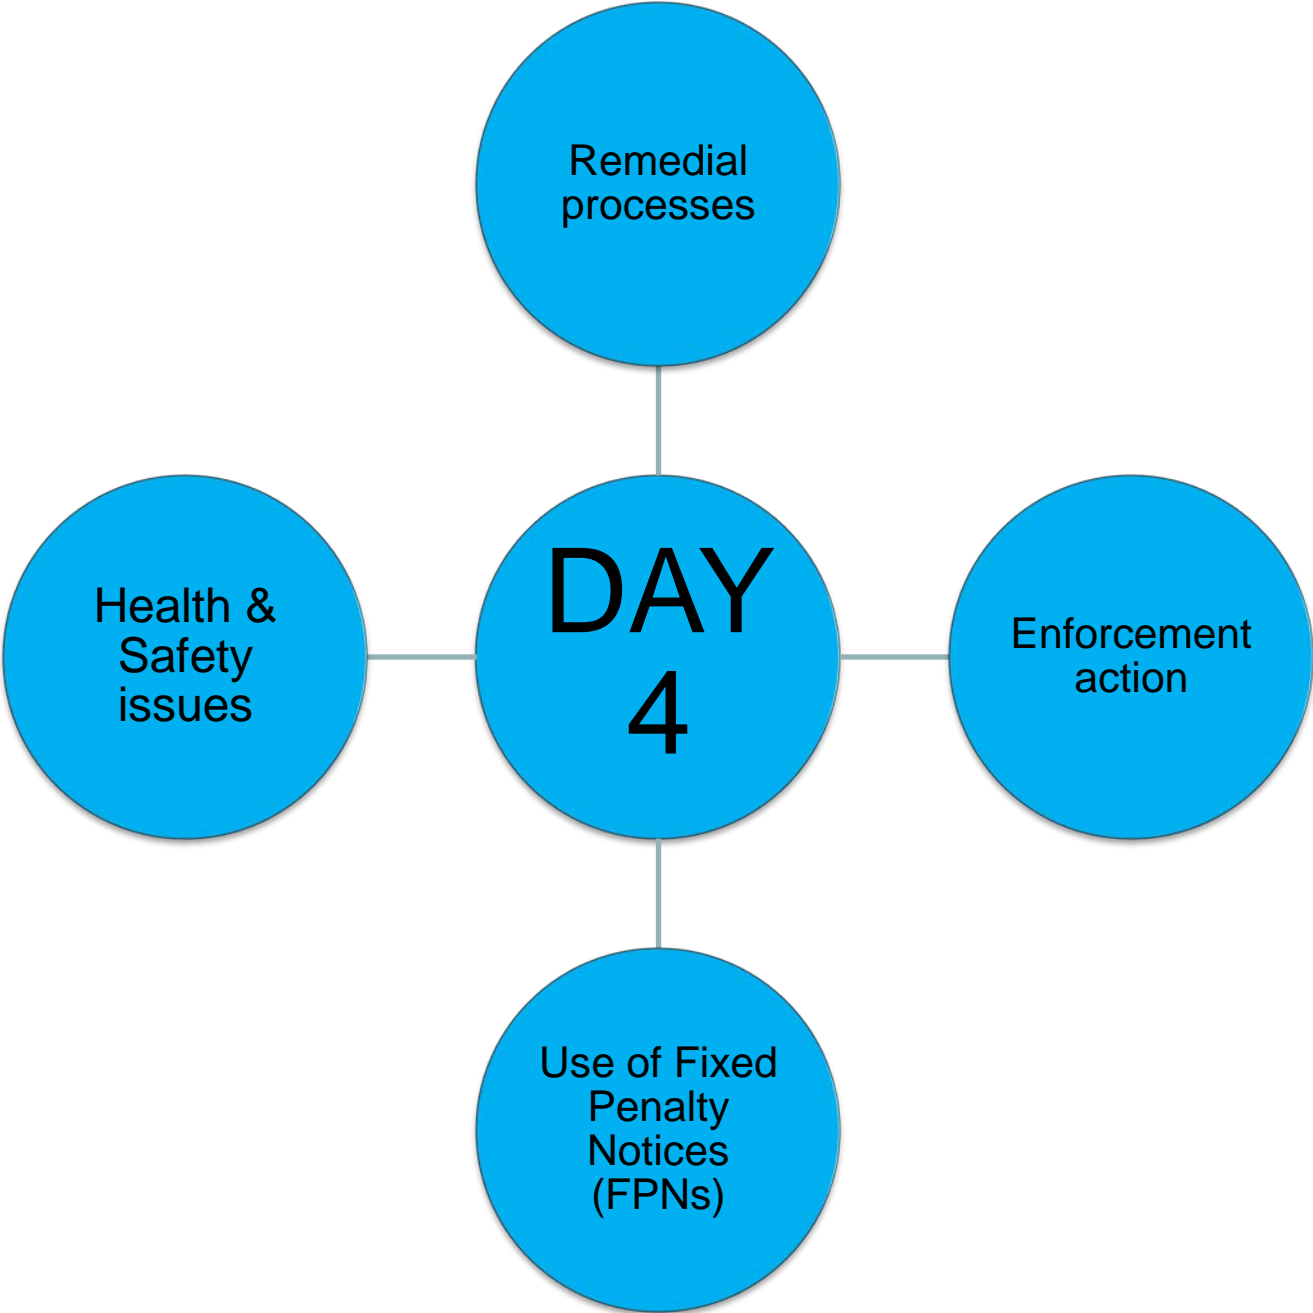 Remedial
processes
Health &
Safety
issues
DAY
4
Enforcement
action
Use of Fixed
Penalty
Notices
(FPNs)